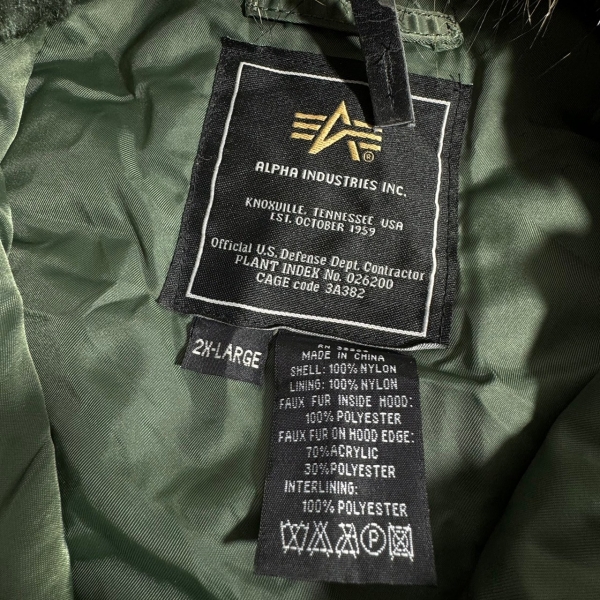 ®
ALPHA INDUSTRIES INC.
KNOXVILLE, TENNESSEE USA
EST. OCTOBER 1959
Official U.S. Defense Dept. Contractor
PLANT INDEX No. 026200
CAGE code 3A382
2X-LARGE
MADE IN CHINA
SHELL: 100% NYLON
LINING: 100% NYLON
FAUX FUR INSIDE HOOD:
100% POLYESTER
FAUX FUR ON HOOD EDGE:
70% ACRYLIC
30% POLYESTER
INTERLINING:
100% POLYESTER
P